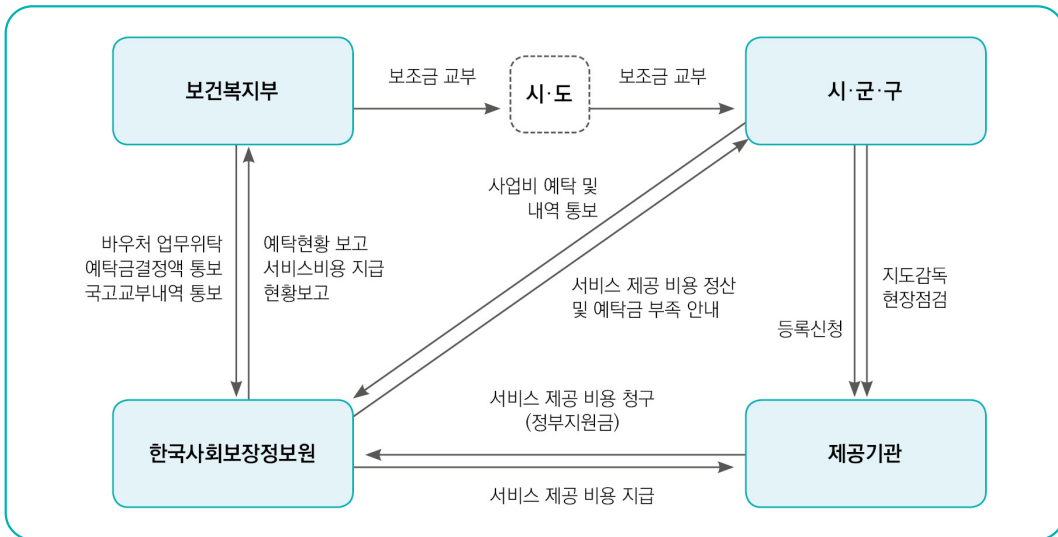 보건복지부
보조금 교부
시·도
보조금 교부
시·군·구
사업비 예탁 및
내역 통보
바우처 업무위탁
예탁금결정액 통보
국고교부내역 통보
예탁현황 보고
서비스비용 지급
현황보고
서비스 제공 비용 정산
및 예탁금 부족 안내
지도감독
현장점검
등록신청
서비스 제공 비용 청구
(정부지원금)
한국사회보장정보원
제공기관
서비스 제공 비용 지급